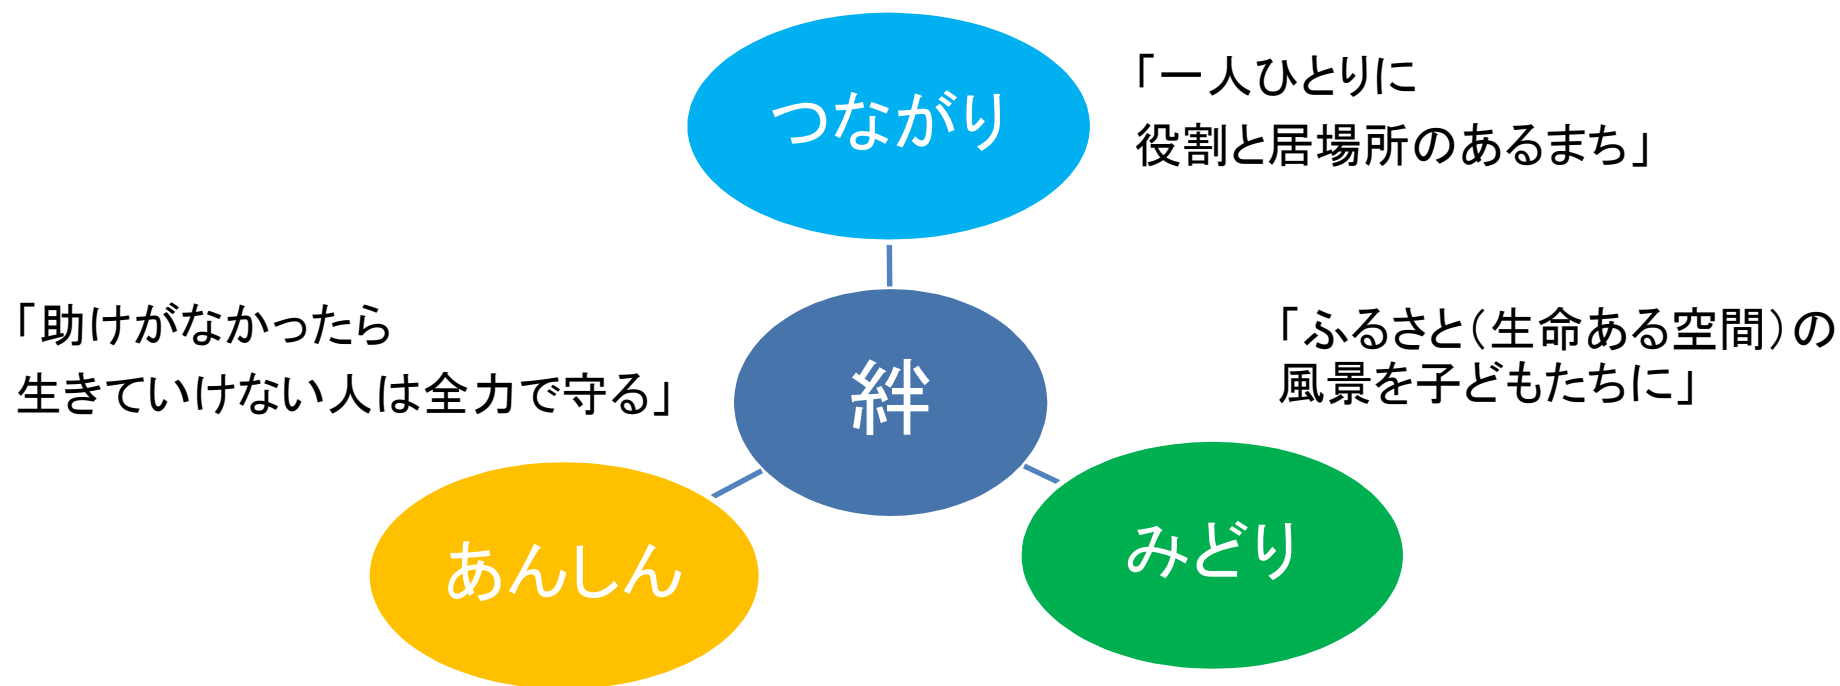 つながり
「一人ひとりに
役割と居場所のあるまち」
「助けがなかったら
生きていけない人は全力で守る」
絆
「ふるさと（生命ある空間）の
風景を子どもたちに」
あんしん
みどり